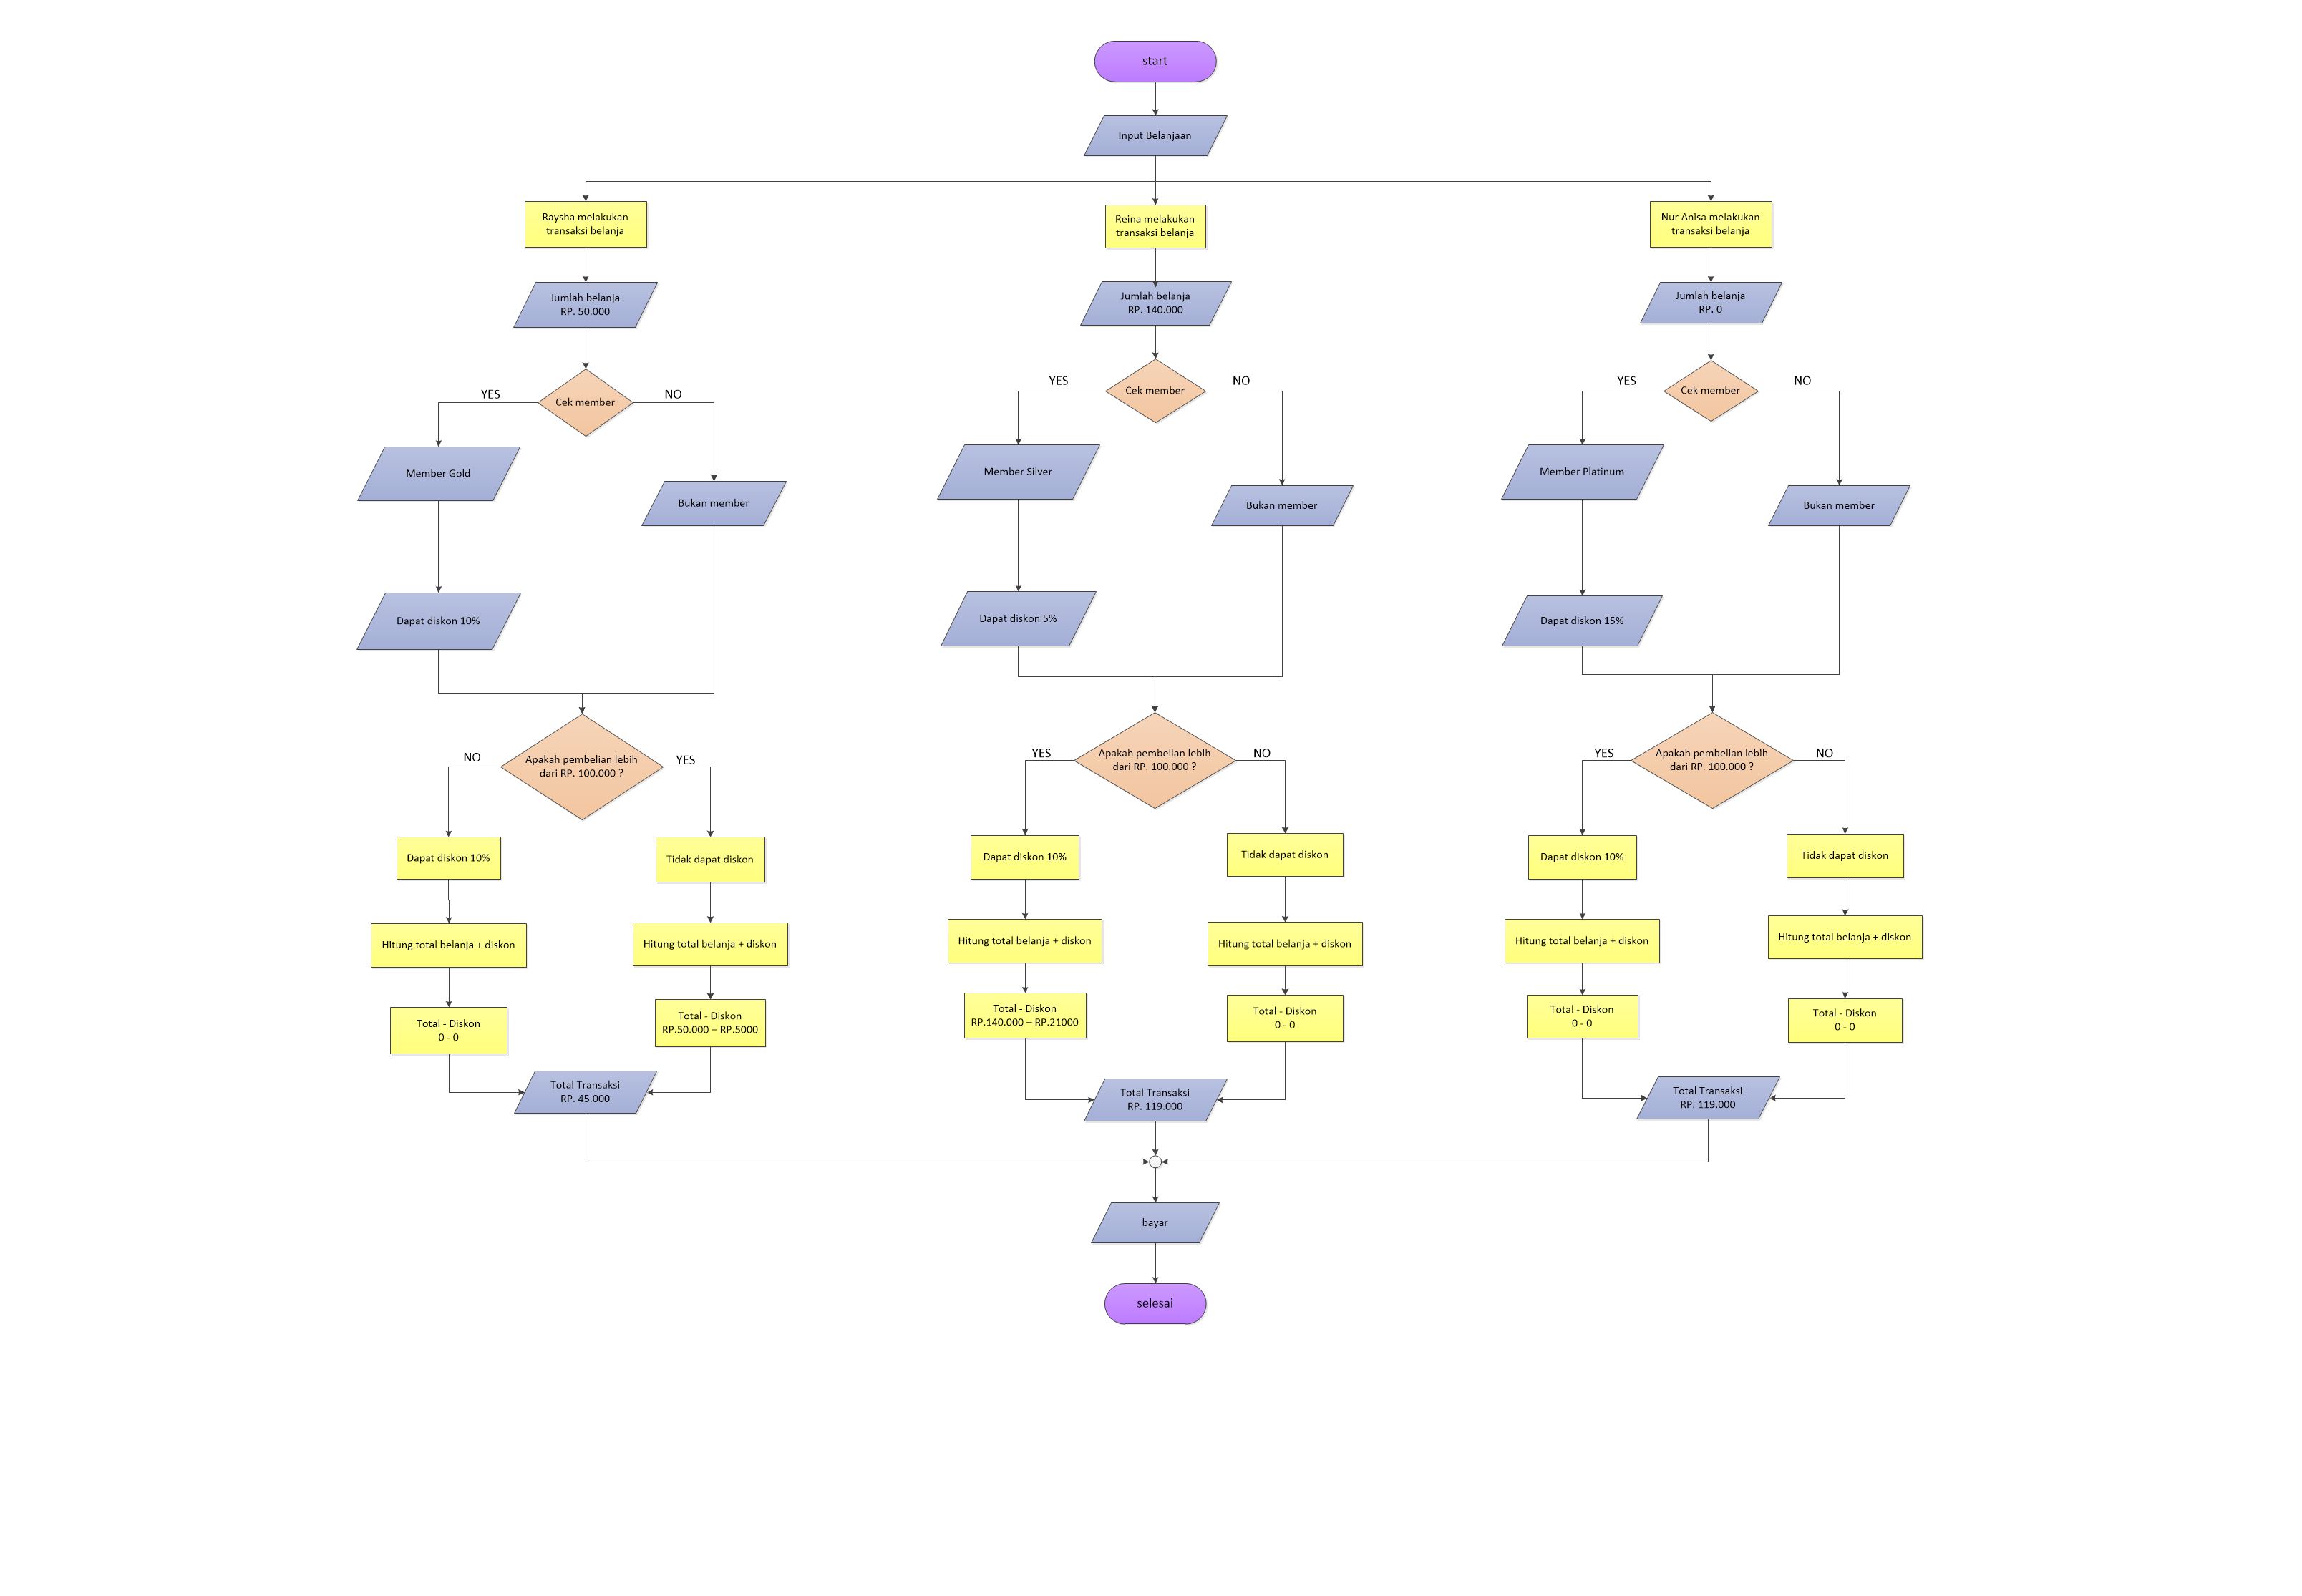 start
Input Belanjaan
Raysha melakukan
transaksi belanja
Reina melakukan
transaksi belanja
Nur Anisa melakukan
transaksi belanja
Jumlah belanja
RP. 50.000
Jumlah belanja
RP. 140.000
Jumlah belanja
RP. 0
YES
Cek member
NO
YES
Cek member
NO
YES
Cek member
NO
Member Gold
Bukan member
Member Silver
Bukan member
Member Platinum
Bukan member
Dapat diskon 10%
Dapat diskon 5%
Dapat diskon 15%
NO
Apakah pembelian lebih
dari RP. 100.000 ?
YES
YES
Apakah pembelian lebih
dari RP. 100.000 ?
NO
YES
Apakah pembelian lebih
dari RP. 100.000 ?
NO
Dapat diskon 10%
Tidak dapat diskon
Dapat diskon 10%
Tidak dapat diskon
Dapat diskon 10%
Tidak dapat diskon
Hitung total belanja + diskon
Hitung total belanja + diskon
Hitung total belanja + diskon
Hitung total belanja + diskon
Hitung total belanja + diskon
Hitung total belanja + diskon
Total - Diskon
0 - 0
Total - Diskon
RP.50.000 – RP.5000
Total - Diskon
RP.140.000 – RP.21000
Total - Diskon
0 - 0
Total - Diskon
0 - 0
Total - Diskon
0 - 0
Total Transaksi
RP. 45.000
Total Transaksi
RP. 119.000
Total Transaksi
RP. 119.000
bayar
selesai